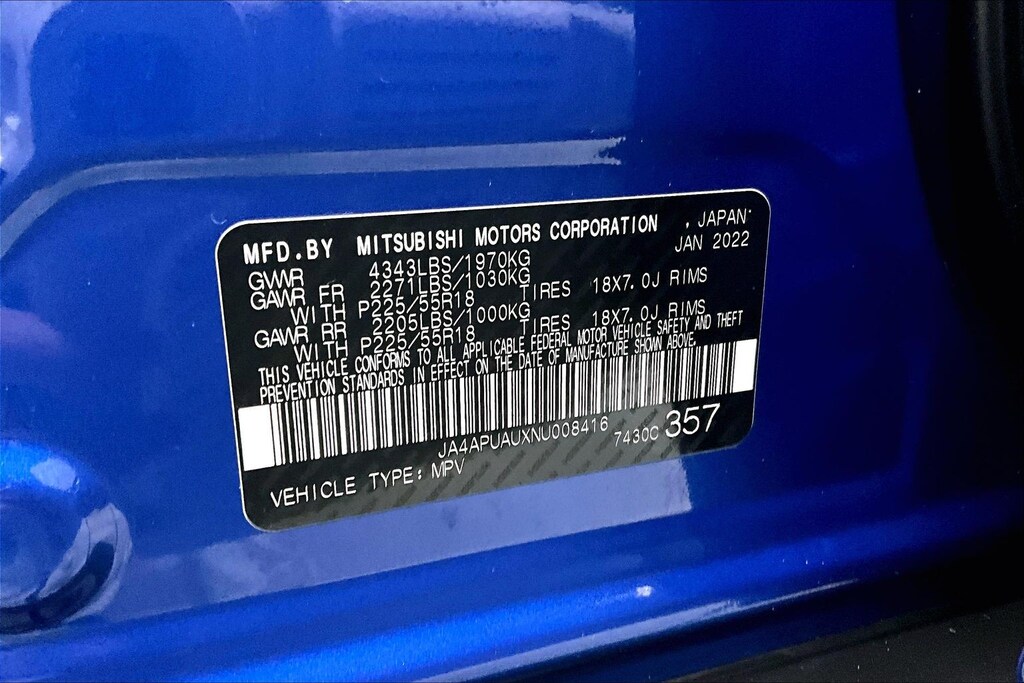 MFD.BY MITSUBISHI MOTORS CORPORATION , JAPAN
JAN 2022
GVWR 4343LBS/1970KG
GAWR FR 2271LBS/1030KG
WITH P225/55R18 TIRES 18X7.0J RIMS
GAWR RR 2205LBS/1000KG
WITH P225/55R18 TIRES 18X7.0J RIMS
THIS VEHICLE CONFORMS TO ALL APPLICABLE FEDERAL MOTOR VEHICLE SAFETY AND THEFT
PREVENTION STANDARDS IN EFFECT ON THE DATE OF MANUFACTURE SHOWN ABOVE.
JA4APUAUXNU008416 7430C 357
VEHICLE TYPE: MPV